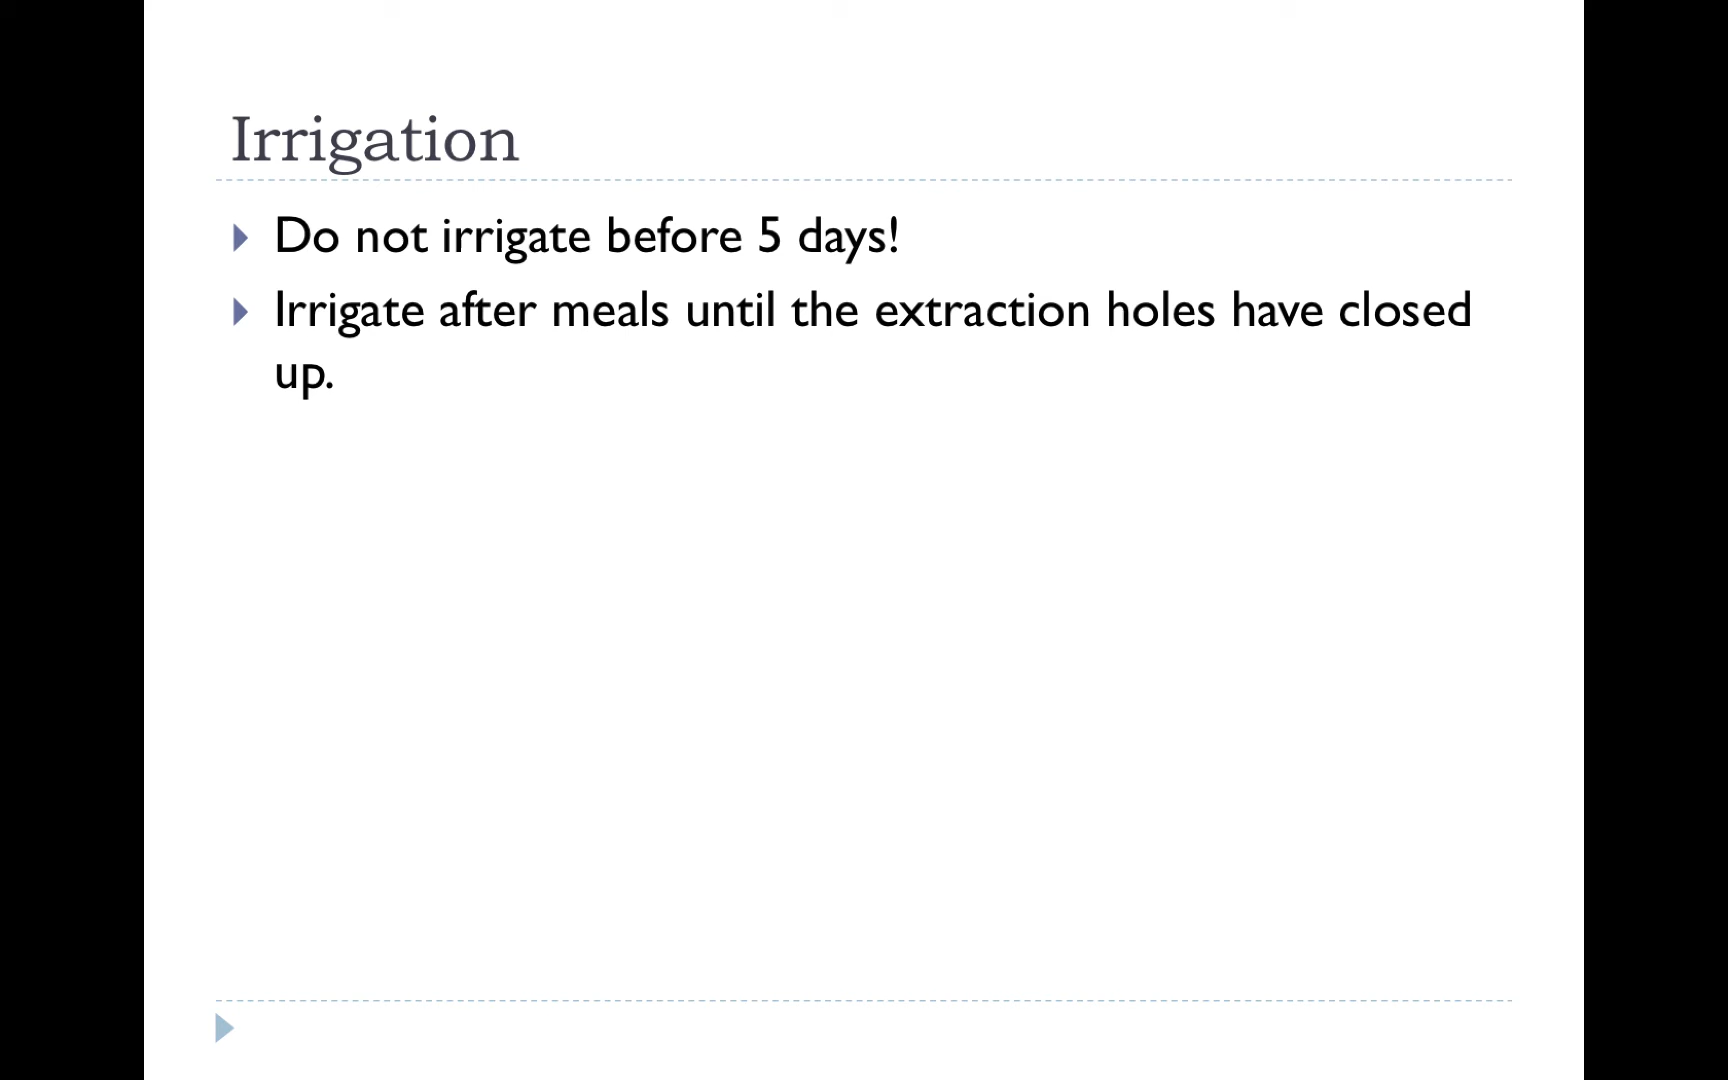 Irrigation
Do not irrigate before 5 days!
Irrigate after meals until the extraction holes have closed
up.